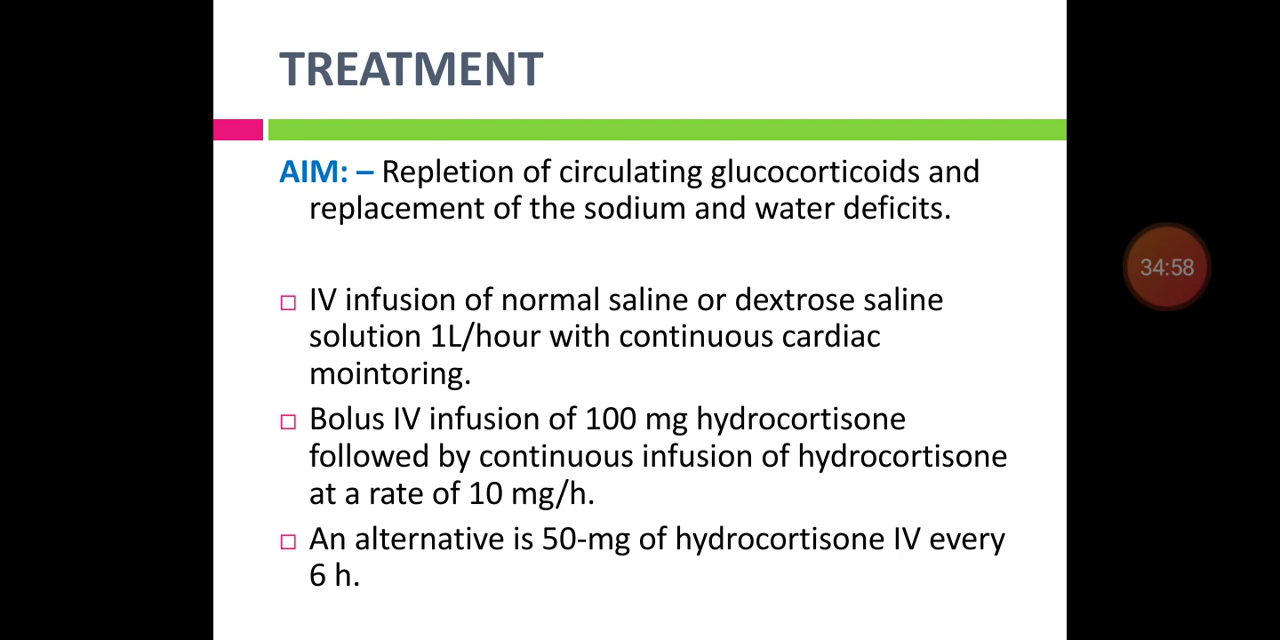 TREATMENT
AIM: – Repletion of circulating glucocorticoids and
replacement of the sodium and water deficits.
□ IV infusion of normal saline or dextrose saline
solution 1L/hour with continuous cardiac
mointoring.
□ Bolus IV infusion of 100 mg hydrocortisone
followed by continuous infusion of hydrocortisone
at a rate of 10 mg/h.
□ An alternative is 50-mg of hydrocortisone IV every
6 h.
34:58